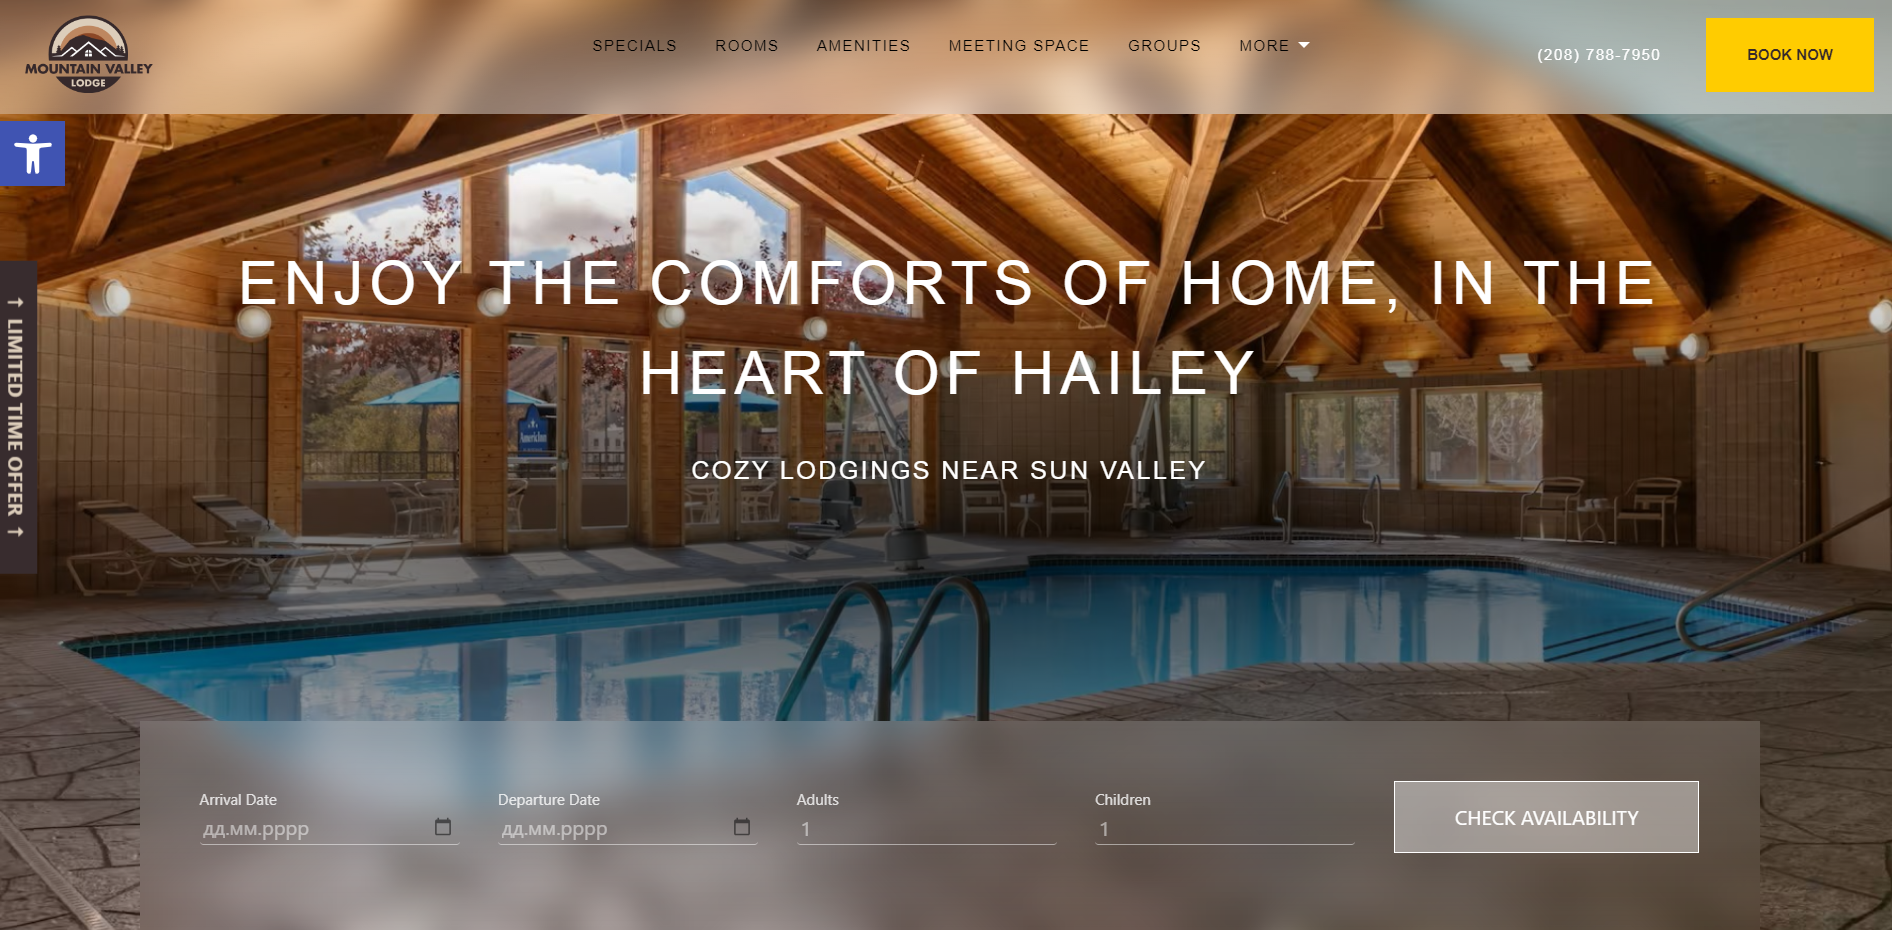 MOUNTAIN VALLEY
LODGE
SPECIALS
ROOMS
AMENITIES
MEETING SPACE
GROUPS
MORE
(208) 788-7950
BOOK NOW
LIMITED TIME OFFER
ENJOY THE COMFORTS OF HOME, IN THE
HEART OF HAILEY
AmericInn
COZY LODGINGS NEAR SUN VALLEY
Arrival Date
дд.мм.рррр
Departure Date
дд.мм.рррр
Adults
1
Children
1
CHECK AVAILABILITY